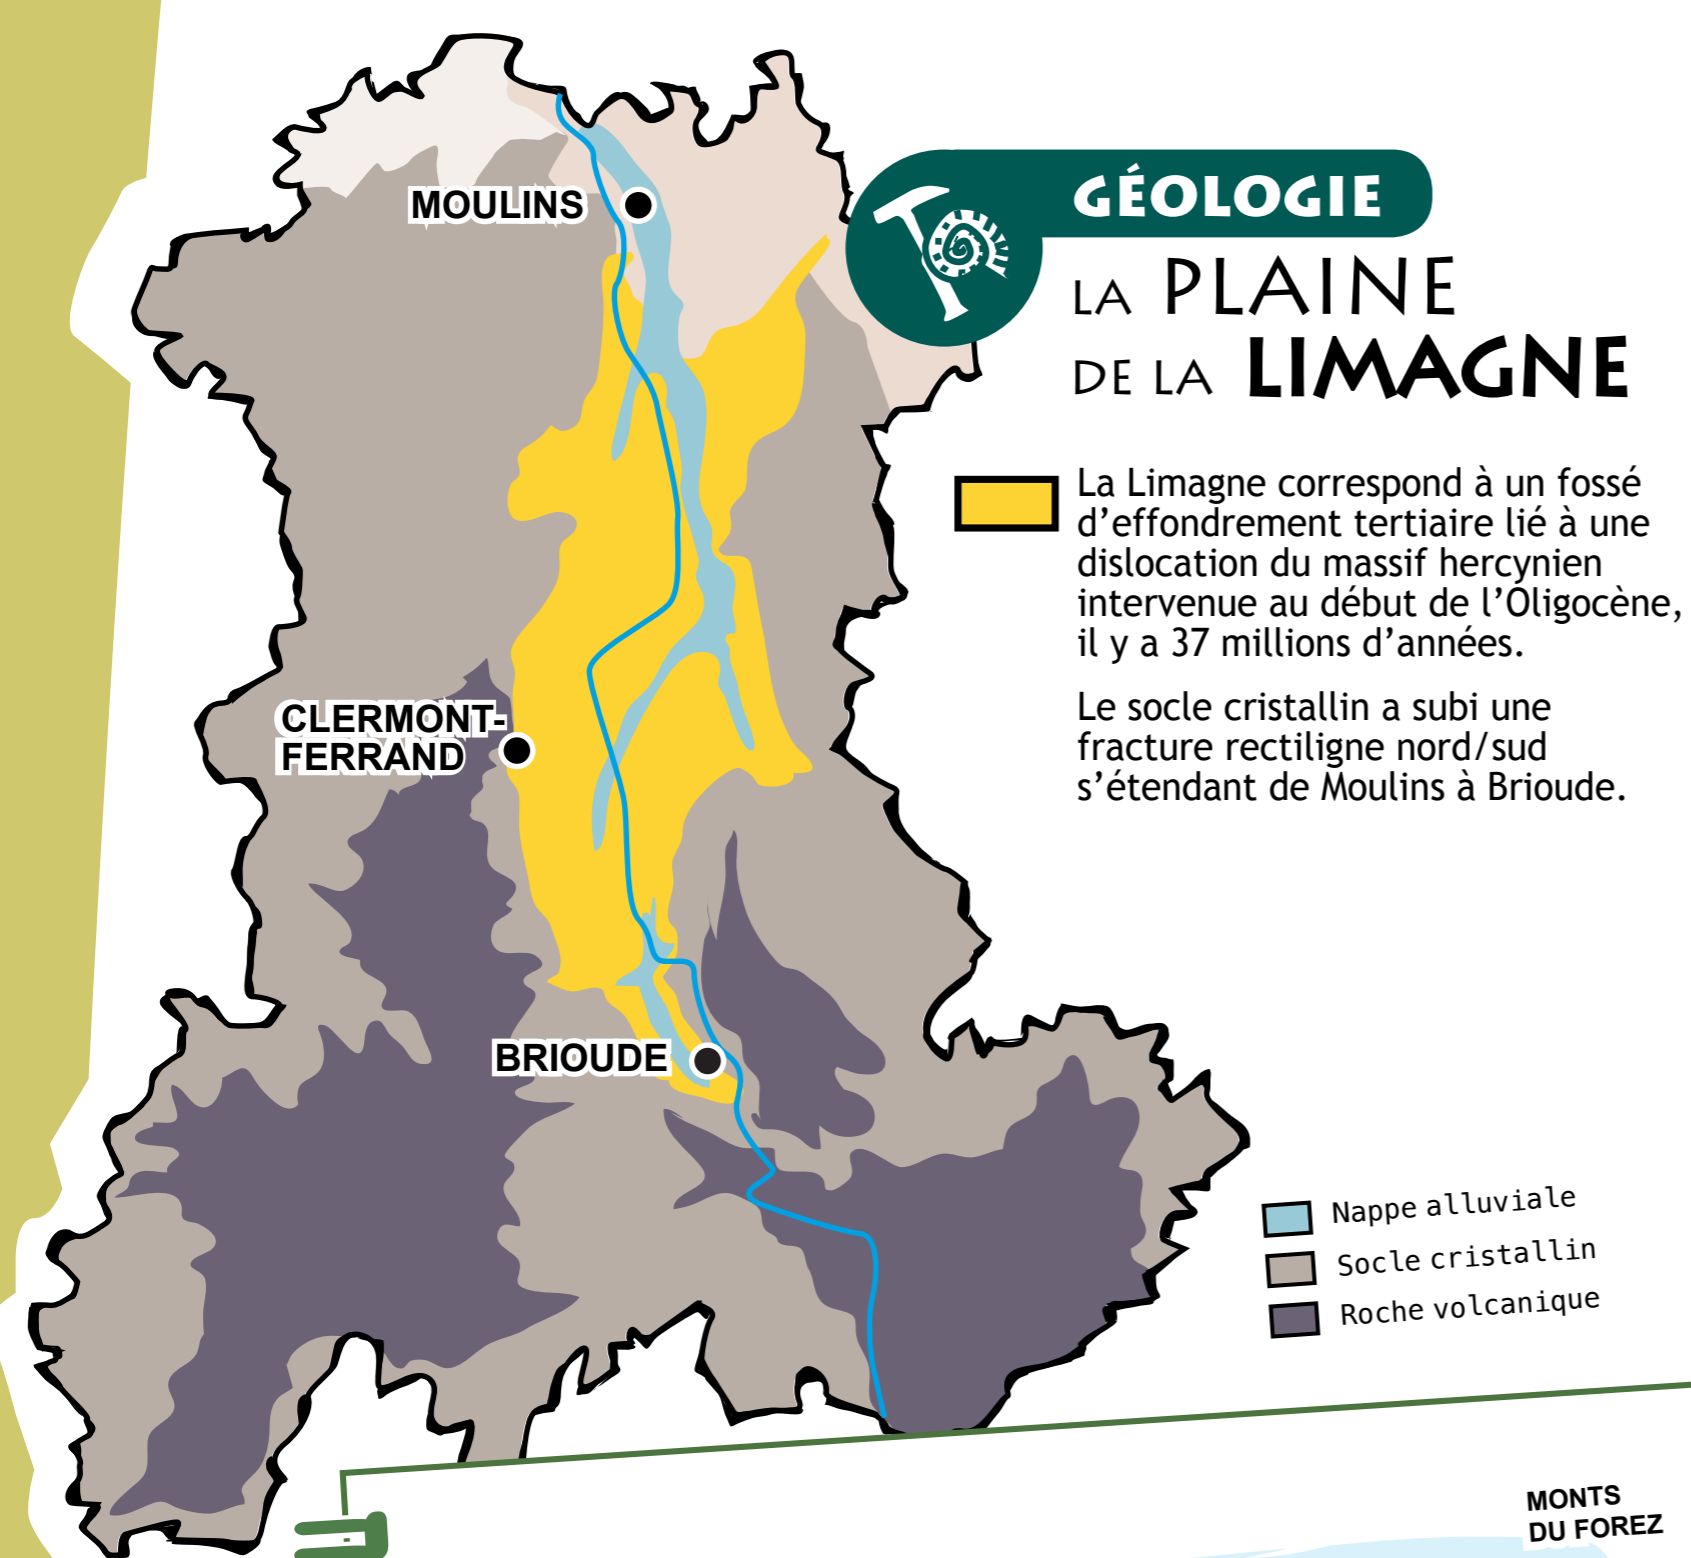 MOULINS
GÉOLOGIE
LA PLAINE
DE LA LIMAGNE
La Limagne correspond à un fossé
d’effondrement tertiaire lié à une
dislocation du massif hercynien
intervenue au début de l’Oligocène,
il y a 37 millions d’années.
Le socle cristallin a subi une
fracture rectiligne nord/sud
s’étendant de Moulins à Brioude.
CLERMONT-
FERRAND
BRIOUDE
Nappe alluviale
Socle cristallin
Roche volcanique
MONTS
DU FOREZ